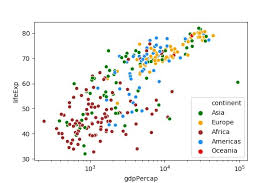 80
70
60
50
40
30
lifeExp
continent
Asia
Europe
Africa
Americas
Oceania
10³
10⁴
10⁵
gdpPercap